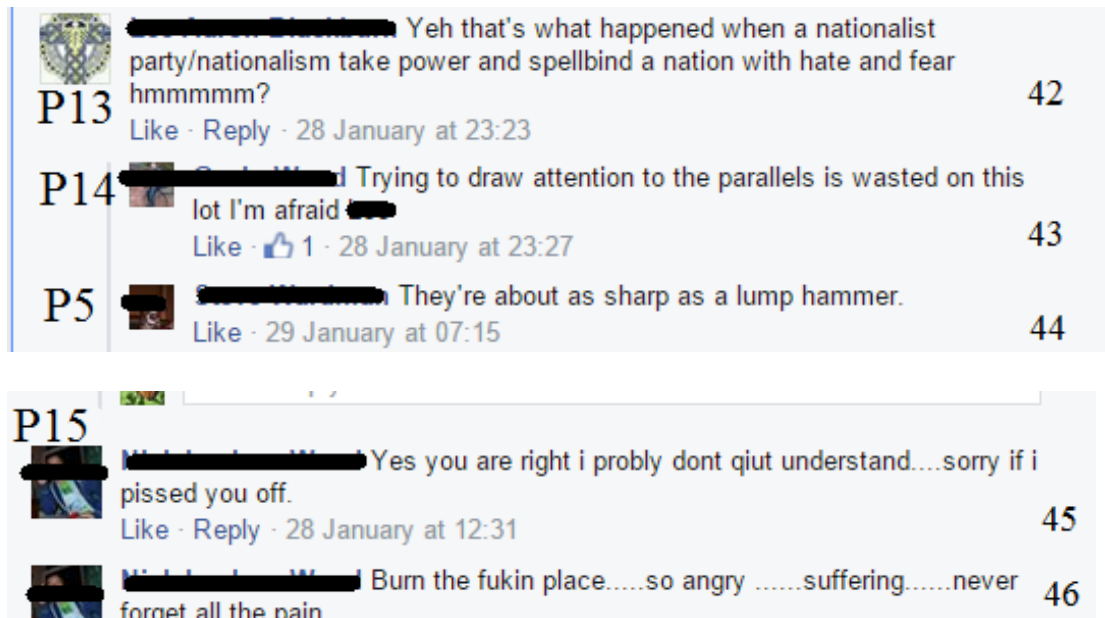 Yeh that's what happened when a nationalist
party/nationalism take power and spellbind a nation with hate and fear
P13 hmmmmm? 42
Like · Reply · 28 January at 23:23
P14 Trying to draw attention to the parallels is wasted on this
lot I'm afraid
Like · 1 · 28 January at 23:27 43
P5 They're about as sharp as a lump hammer.
Like · 29 January at 07:15 44
P15
Yes you are right i probly dont qiut understand....sorry if i
pissed you off.
Like · Reply · 28 January at 12:31 45
Burn the fukin place.....so angry ......suffering......never 46
forget all the pain